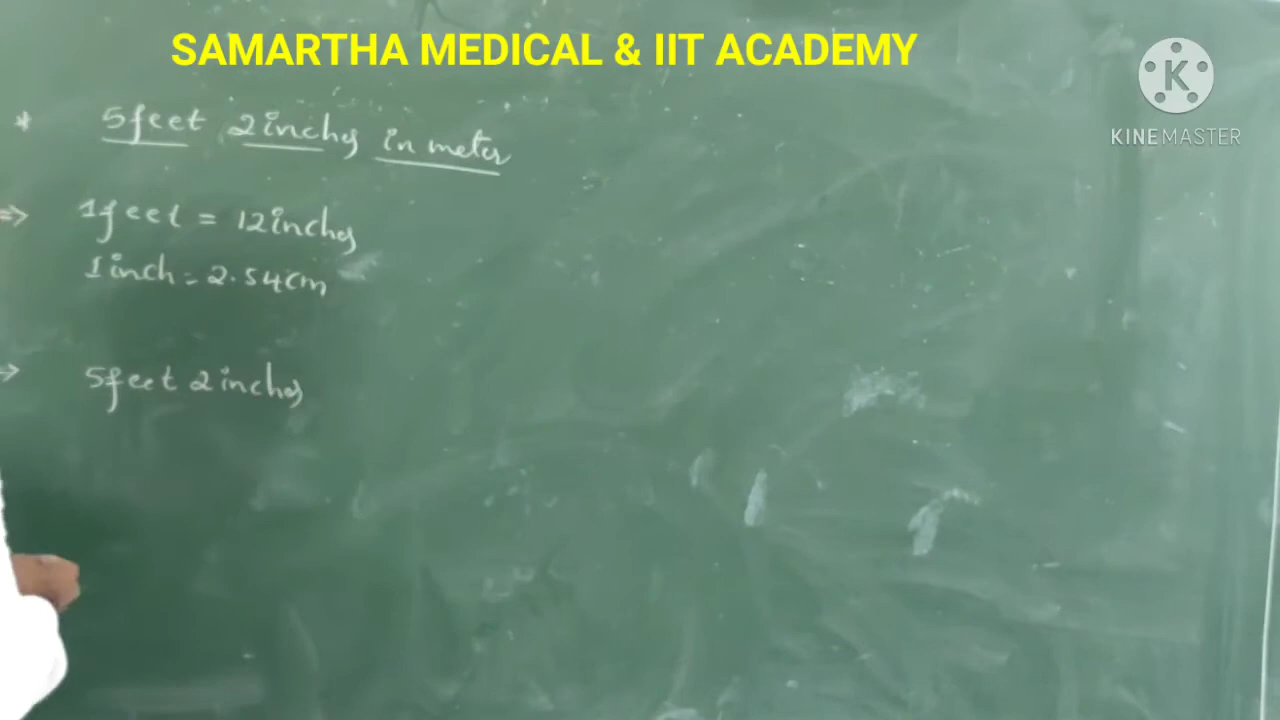 SAMARTHA MEDICAL & IIT ACADEMY
K
KINEMASTER
* 5feet 2inches in meter
=> 1feet = 12inches
1inch = 2.54cm
=> 5feet 2inches